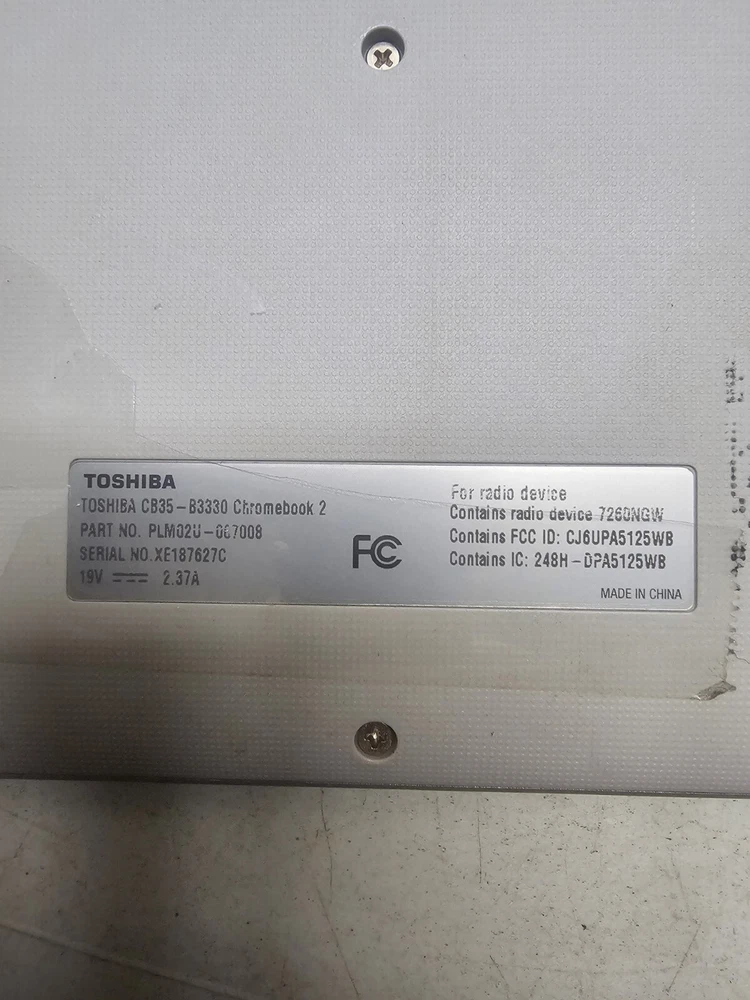 TOSHIBA
TOSHIBA CB35-B3330 Chromebook 2
PART NO. PLM02U-007008
SERIAL NO.XE187627C
19V 2.37A
FC
For radio device
Contains radio device 7260NGW
Contains FCC ID: CJ6UPA5125WB
Contains IC: 248H-DPA5125WB
MADE IN CHINA